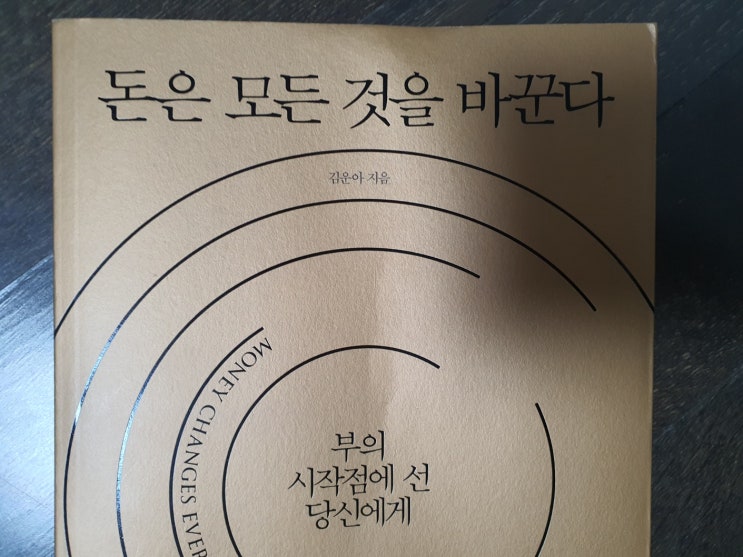 돈은 모든 것을 바꾼다
김운아 지음
MONEY CHANGES EVER
부의
시작점에 선
당신에게